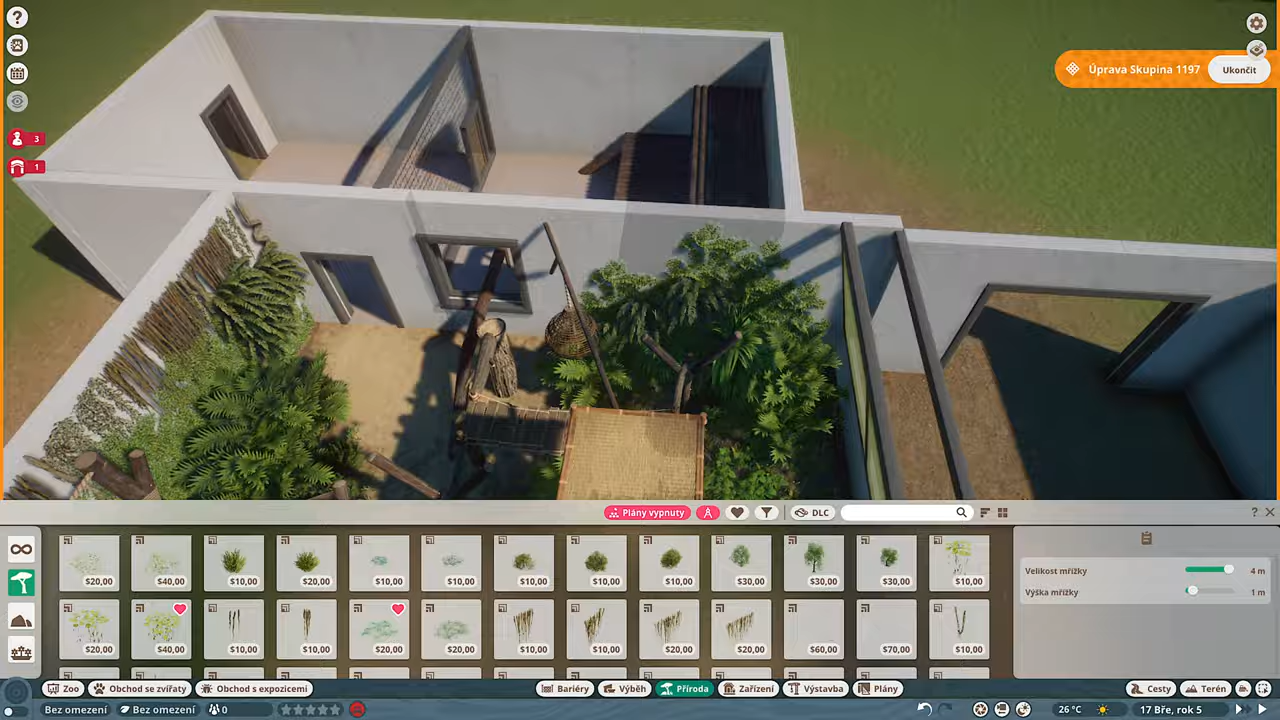 ?
3
1
Úprava Skupina 1197
Ukončit
Plány vypnuty
DLC
? ×
$20,00 $40,00 $10,00 $20,00 $10,00 $10,00 $10,00 $10,00 $10,00 $30,00 $30,00 $30,00 $10,00
$20,00 $40,00 $10,00 $10,00 $20,00 $20,00 $10,00 $10,00 $20,00 $20,00 $60,00 $70,00 $10,00
Velikost mřížky 4 m
Výška mřížky 1 m
Zoo Obchod se zvířaty Obchod s expozicemi Bariéry Výběh Příroda Zařízení Výstavba Plány Cesty Terén
Bez omezení Bez omezení 0 26 °C 17 Bře, rok 5